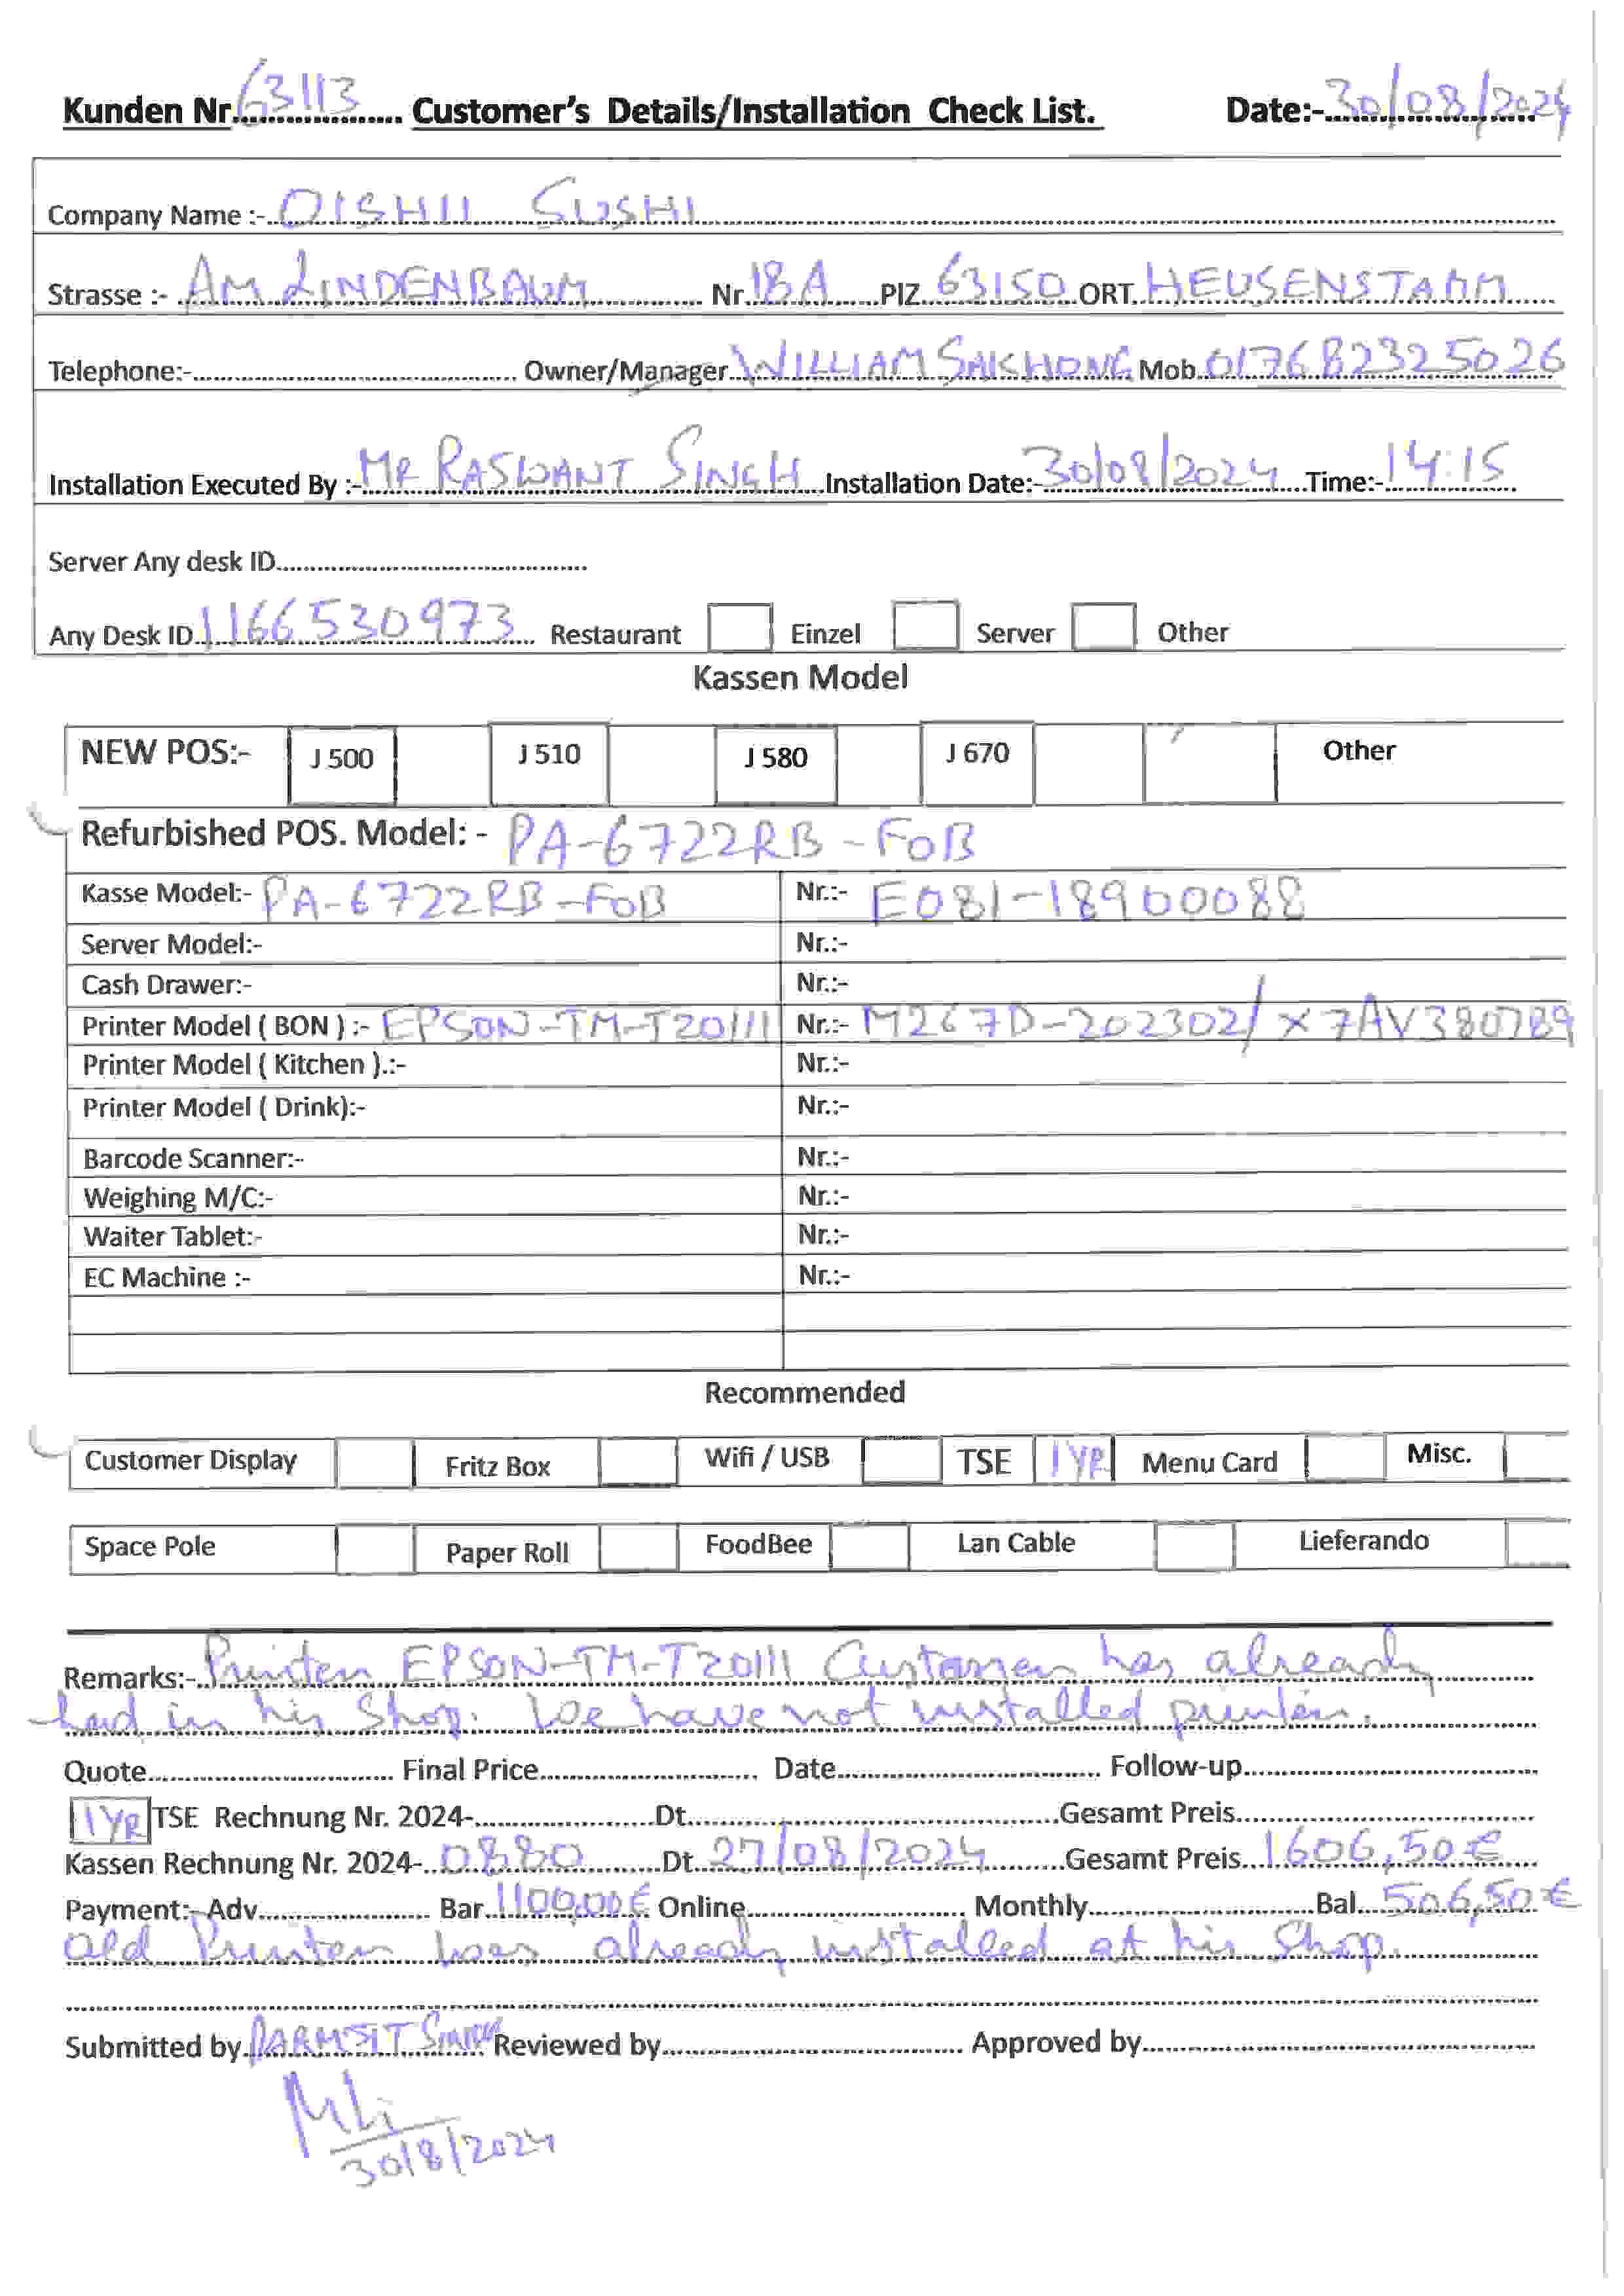 Kunden Nr. 63113 Customer's Details/Installation Check List. Date:- 30/08/2024
Company Name :- OISHII SUSHI
Strasse :- AM LINDENBAUM Nr. 18A PIZ. 63150 ORT. HEUSENSTAMM
Telephone:- Owner/Manager WILLIAM SAICHONG Mob. 017682325026
Installation Executed By :- MR RASWANT SINGH Installation Date:- 30/08/2024 Time:- 14:15
Server Any desk ID
Any Desk ID 1166530973 Restaurant Einzel Server Other
Kassen Model
NEW POS:- J 500 J 510 J 580 J 670 Other
Refurbished POS. Model: - PA-6722RB-FOB
Kasse Model:- PA-6722RB-FOB Nr.:- E081-18900088
Server Model:- Nr.:-
Cash Drawer:- Nr.:-
Printer Model ( BON ) :- EPSON-TM-T20III Nr.:- M267D-202302/X7AV380789
Printer Model ( Kitchen ).:- Nr.:-
Printer Model ( Drink):- Nr.:-
Barcode Scanner:- Nr.:-
Weighing M/C:- Nr.:-
Waiter Tablet:- Nr.:-
EC Machine :- Nr.:-
Recommended
Customer Display Fritz Box Wifi / USB TSE 1 YR Menu Card Misc.
Space Pole Paper Roll FoodBee Lan Cable Lieferando
Remarks:- Printer EPSON-TM-T20III Customer has already
had in his Shop. We have not installed printer.
Quote Final Price Date Follow-up
1 YR TSE Rechnung Nr. 2024- Dt. Gesamt Preis
Kassen Rechnung Nr. 2024- 0880 Dt. 27/08/2024 Gesamt Preis 1606,50€
Payment:- Adv. Bar. 1100,00€ Online Monthly Bal. 506,50€
Old Printer has already installed at his Shop.
Submitted by PARMJIT SINGH Reviewed by Approved by
30/8/2024